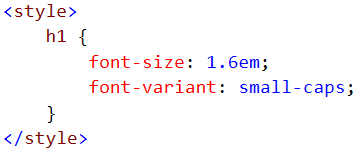 <style>
    h1 {
        font-size: 1.6em;
        font-variant: small-caps;
    }
</style>